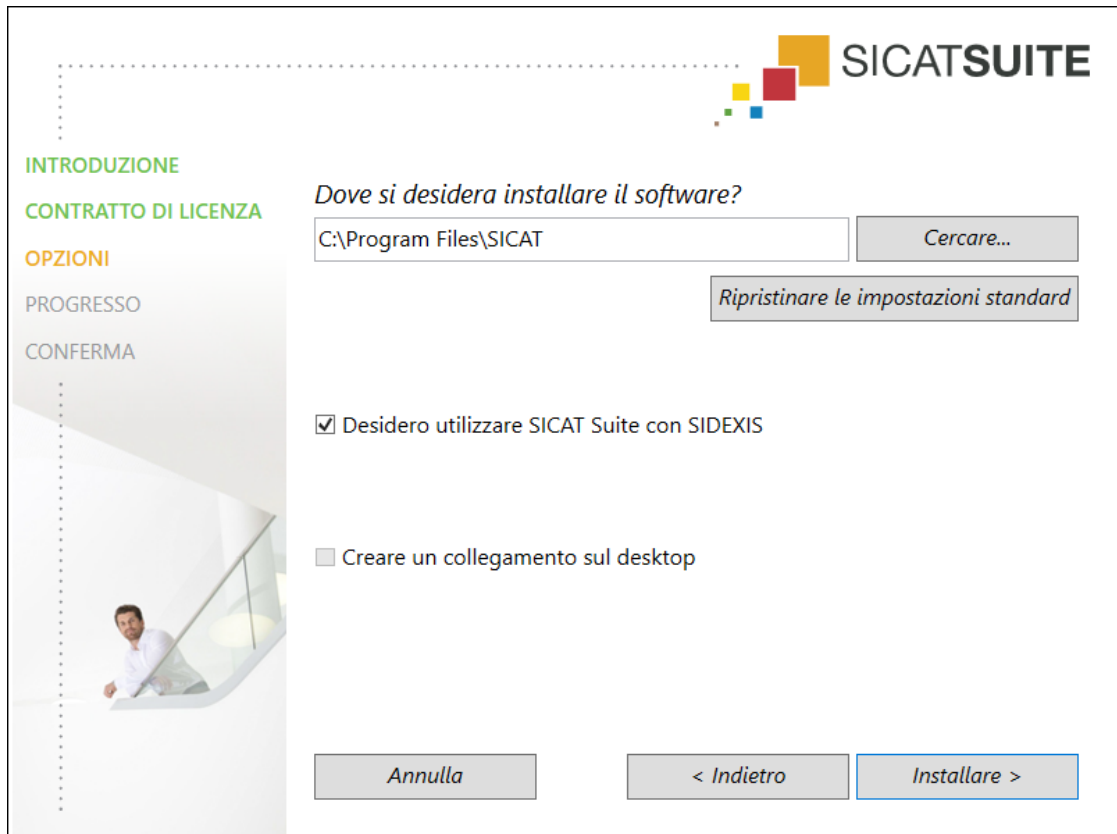 SICATSUITE
INTRODUZIONE
CONTRATTO DI LICENZA
OPZIONI
PROGRESSO
CONFERMA
Dove si desidera installare il software?
C:\Program Files\SICAT
Cercare...
Ripristinare le impostazioni standard
Desidero utilizzare SICAT Suite con SIDEXIS
Creare un collegamento sul desktop
Annulla
< Indietro
Installare >